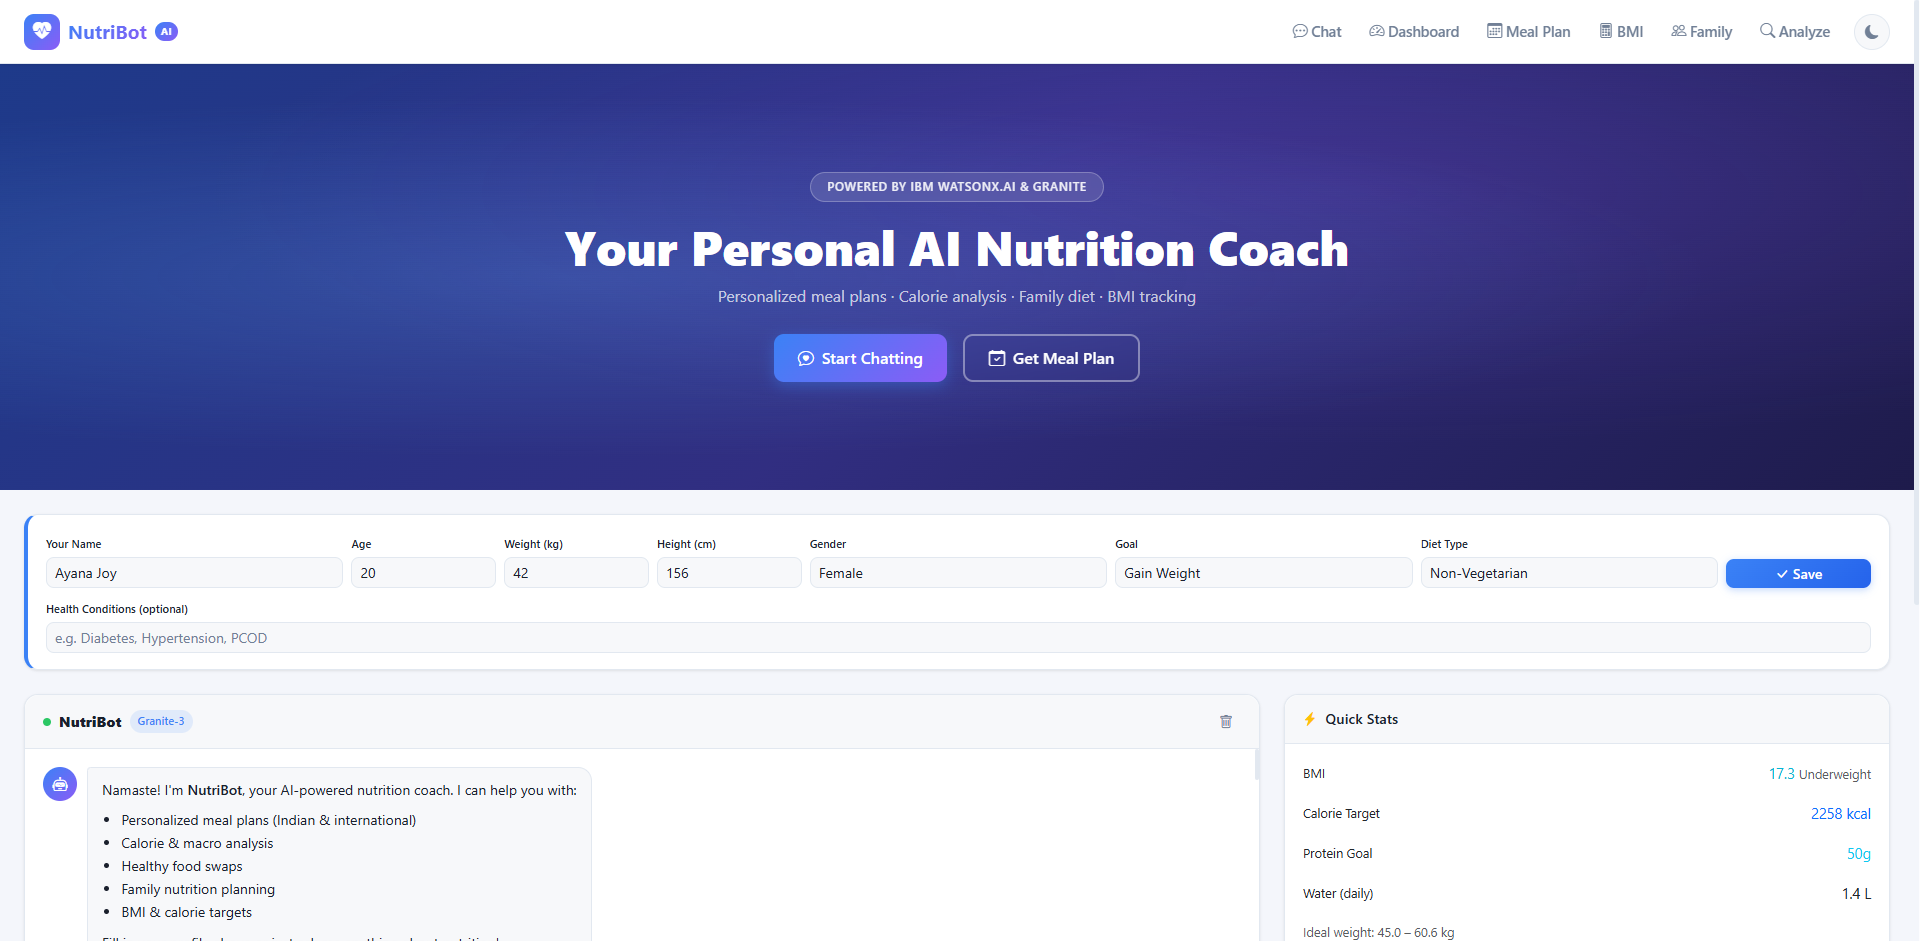 NutriBot AI
Chat
Dashboard
Meal Plan
BMI
Family
Analyze
POWERED BY IBM WATSONX.AI & GRANITE
Your Personal AI Nutrition Coach
Personalized meal plans · Calorie analysis · Family diet · BMI tracking
Start Chatting
Get Meal Plan
Your Name
Age
Weight (kg)
Height (cm)
Gender
Goal
Diet Type
Ayana Joy
20
42
156
Female
Gain Weight
Non-Vegetarian
Save
Health Conditions (optional)
e.g. Diabetes, Hypertension, PCOD
NutriBot
Granite-3
Namaste! I'm NutriBot, your AI-powered nutrition coach. I can help you with:
• Personalized meal plans (Indian & international)
• Calorie & macro analysis
• Healthy food swaps
• Family nutrition planning
• BMI & calorie targets
Quick Stats
BMI
17.3 Underweight
Calorie Target
2258 kcal
Protein Goal
50g
Water (daily)
1.4 L
Ideal weight: 45.0 – 60.6 kg